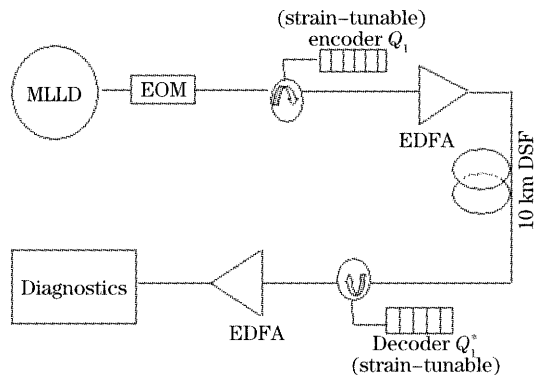 (strain-tunable)
encoder Q₁
MLLD
EOM
EDFA
10 km DSF
Diagnostics
EDFA
Decoder Q₁*
(strain-tunable)